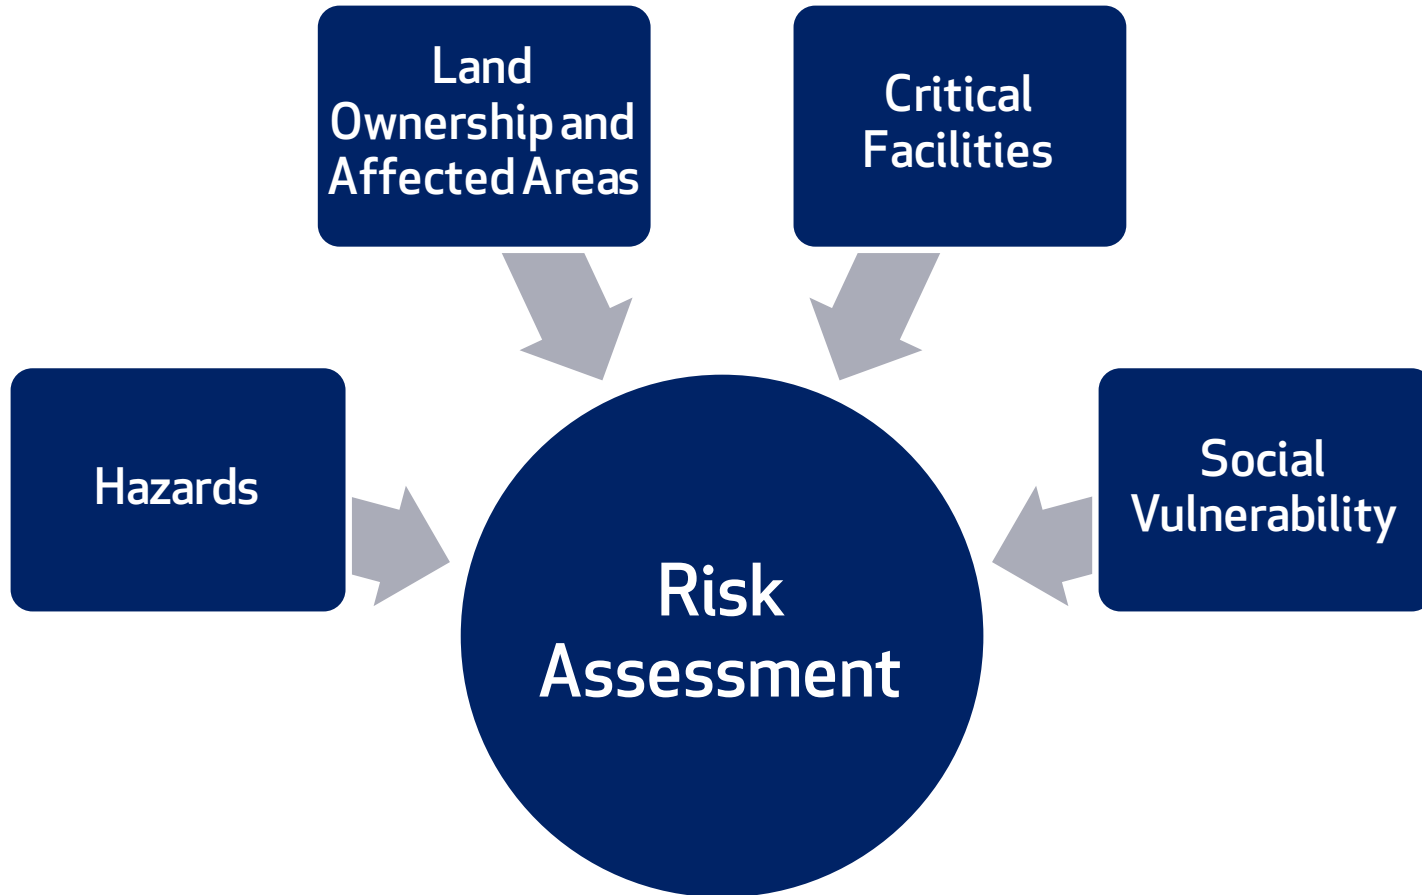 Land
Ownership and
Affected Areas
Critical
Facilities
Hazards
Social
Vulnerability
Risk
Assessment